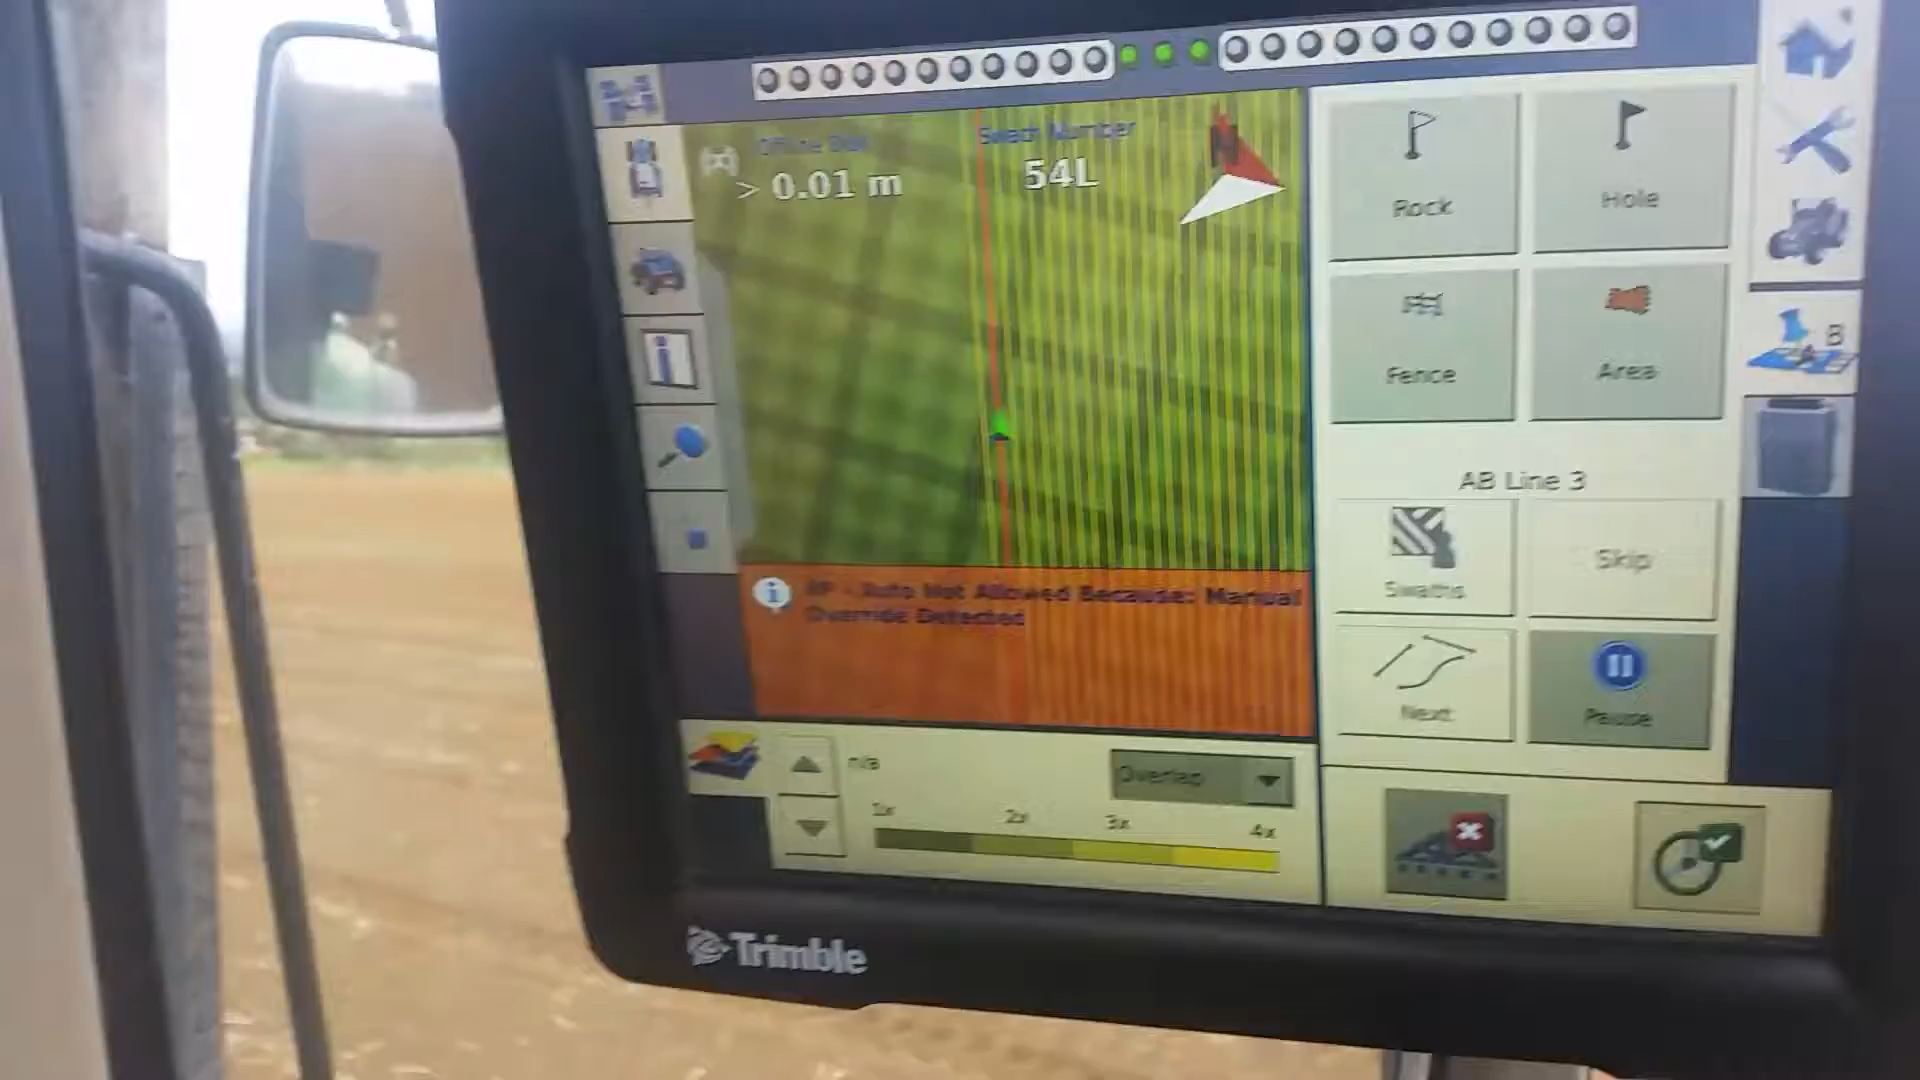 Swath Number
> 0.01 m
54L
N
Rock
Hole
Fence
Area
B
AB Line 3
Swaths
Skip
AP - Auto Not Allowed Because: Manual
Override Detected
Next
Pause
n/a
Overlap
1x
2x
3x
4x
Trimble